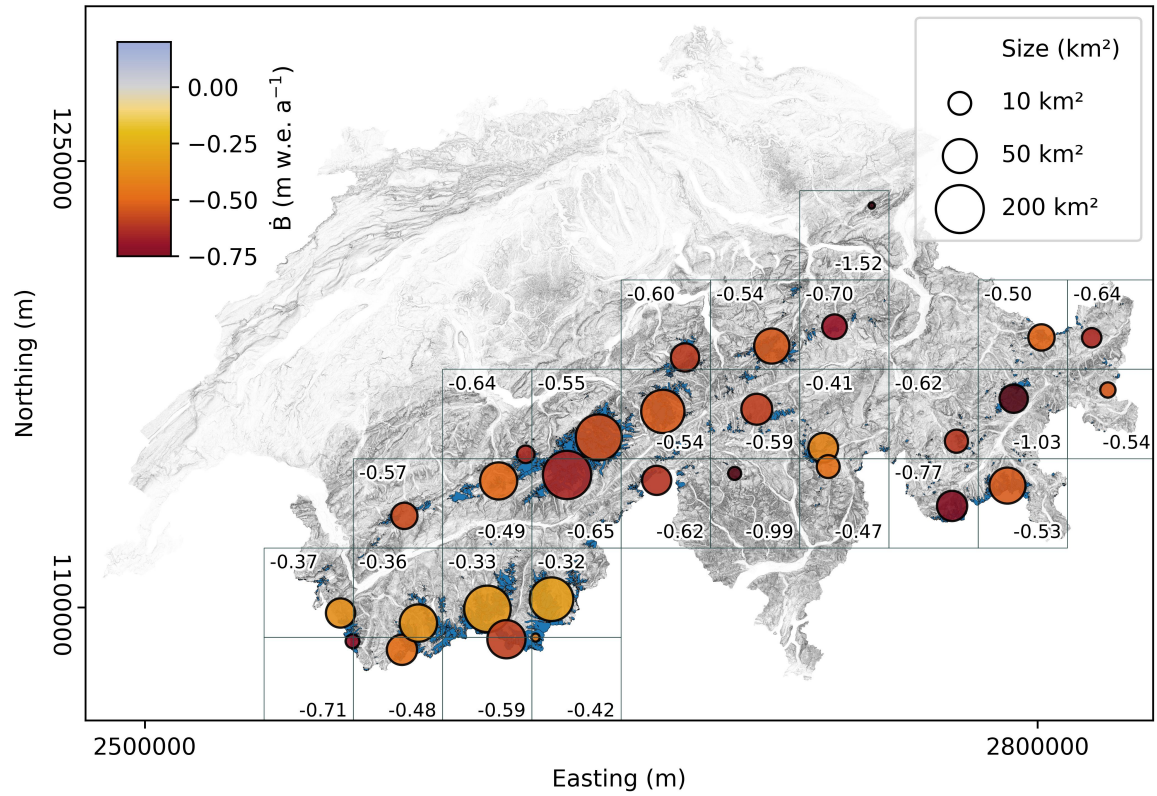 Size (km²)
10 km²
50 km²
200 km²
0.00
−0.25
−0.50
−0.75
Ḃ (m w.e. a⁻¹)
1250000
1100000
Northing (m)
-1.52
-0.60 -0.54 -0.70 -0.50 -0.64
-0.64 -0.55 -0.41 -0.62
-0.54 -0.59 -1.03 -0.54
-0.57 -0.77
-0.49 -0.65 -0.62 -0.99 -0.47 -0.53
-0.37 -0.36 -0.33 -0.32
-0.71 -0.48 -0.59 -0.42
2500000 2800000
Easting (m)